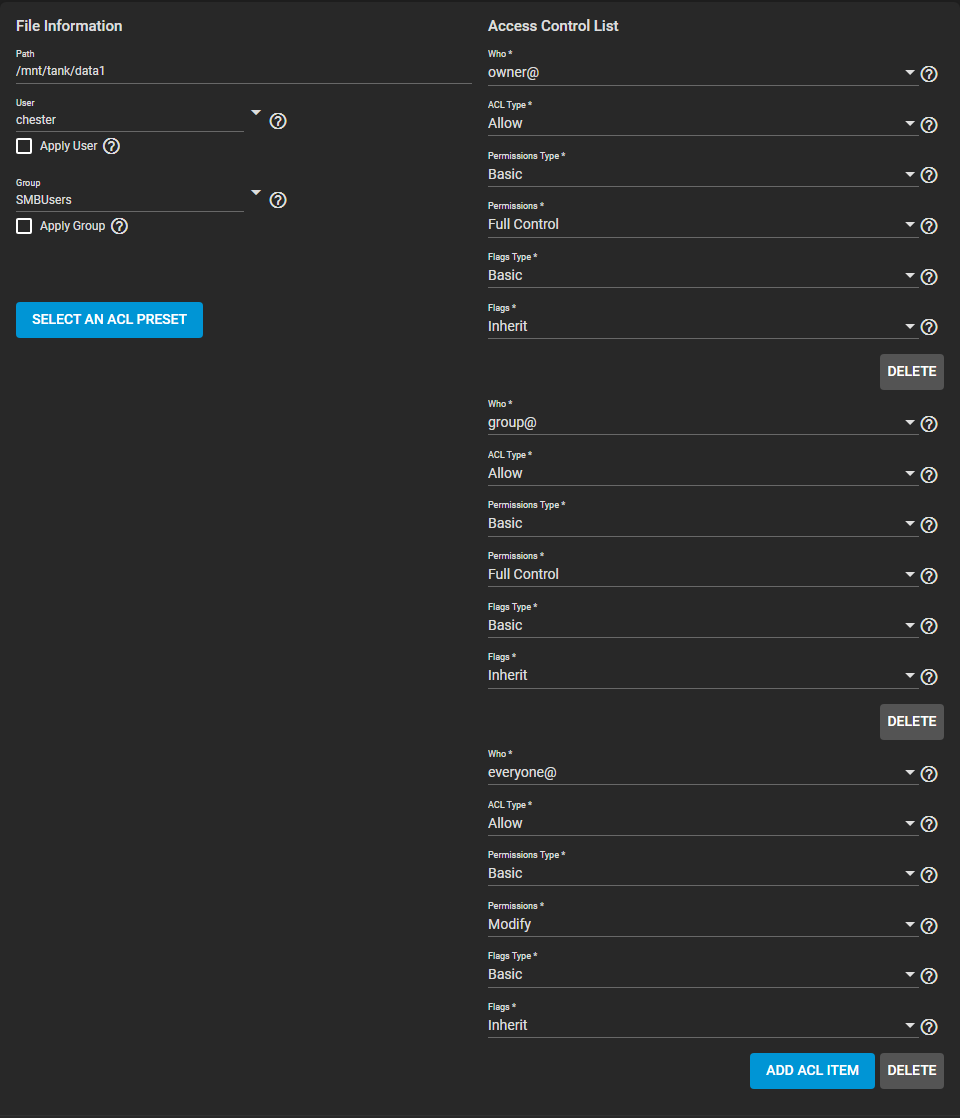 File Information
Path
/mnt/tank/data1
User
chester
Apply User
Group
SMBUsers
Apply Group
SELECT AN ACL PRESET
Access Control List
Who *
owner@
ACL Type *
Allow
Permissions Type *
Basic
Permissions *
Full Control
Flags Type *
Basic
Flags *
Inherit
DELETE
Who *
group@
ACL Type *
Allow
Permissions Type *
Basic
Permissions *
Full Control
Flags Type *
Basic
Flags *
Inherit
DELETE
Who *
everyone@
ACL Type *
Allow
Permissions Type *
Basic
Permissions *
Modify
Flags Type *
Basic
Flags *
Inherit
ADD ACL ITEM DELETE